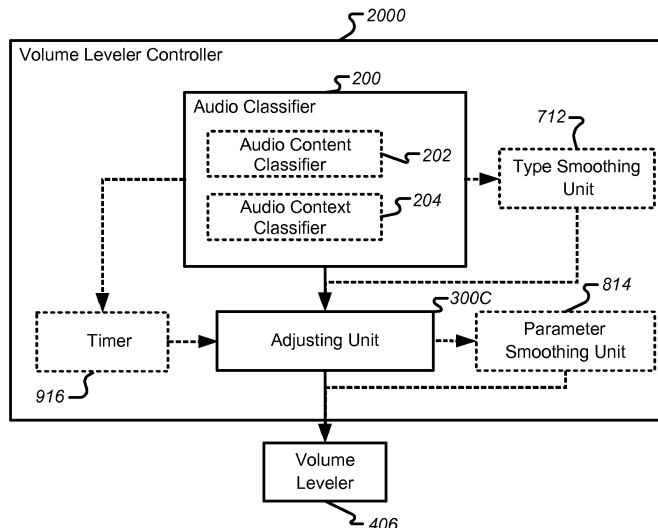 2000
Volume Leveler Controller
200
Audio Classifier
712
Audio Content
Classifier
202
Type Smoothing
Unit
Audio Context
Classifier
204
300C
814
Timer
Adjusting Unit
Parameter
Smoothing Unit
916
Volume
Leveler
406